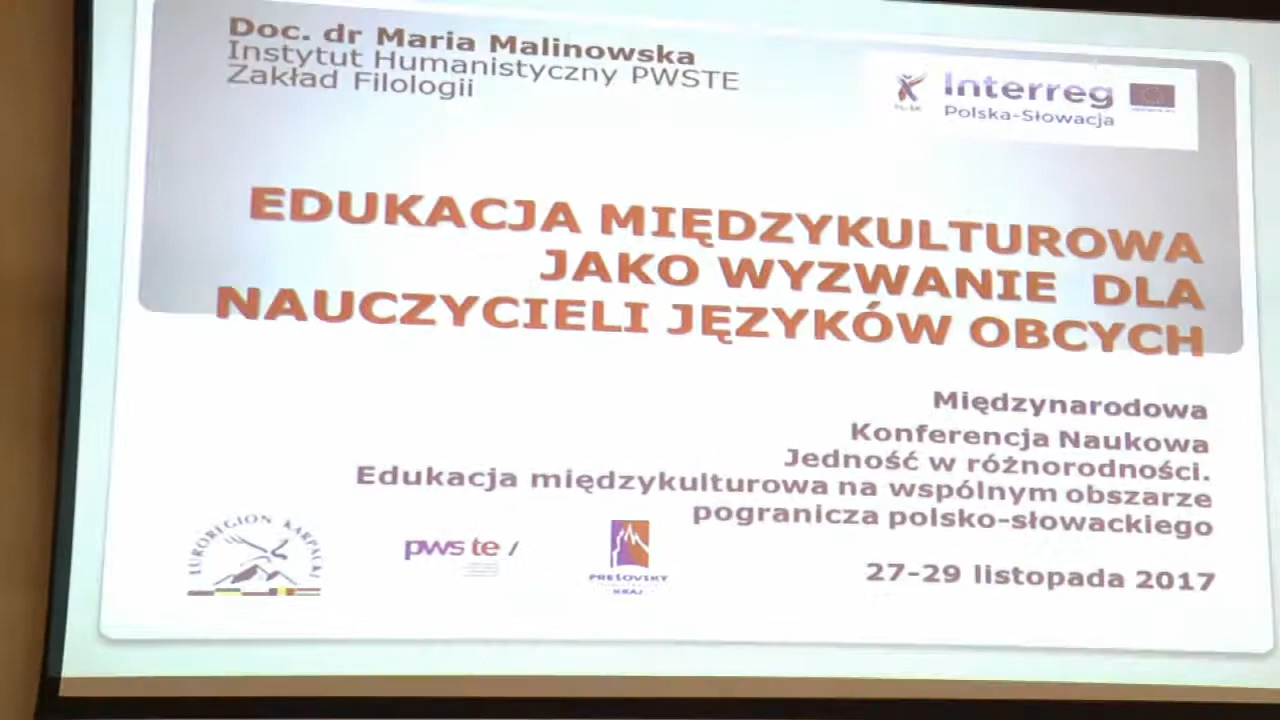 Doc. dr Maria Malinowska
Instytut Humanistyczny PWSTE
Zakład Filologii
Interreg
Polska-Słowacja
EDUKACJA MIĘDZYKULTUROWA
JAKO WYZWANIE DLA
NAUCZYCIELI JĘZYKÓW OBCYCH
Międzynarodowa
Konferencja Naukowa
Jedność w różnorodności.
Edukacja międzykulturowa na wspólnym obszarze
pogranicza polsko-słowackiego
27-29 listopada 2017
EUROREGION KARPACKI
pwste
PREŠOVSKÝ
KRAJ